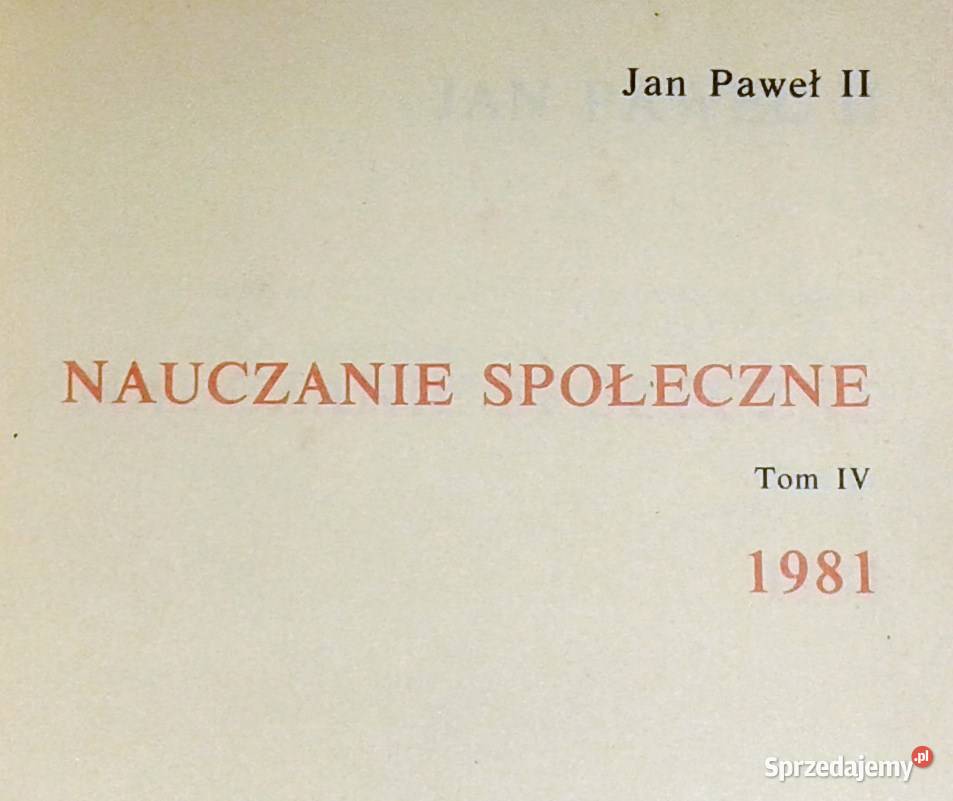 Jan Paweł II
NAUCZANIE SPOŁECZNE
Tom IV
1981
Sprzedajemy.pl